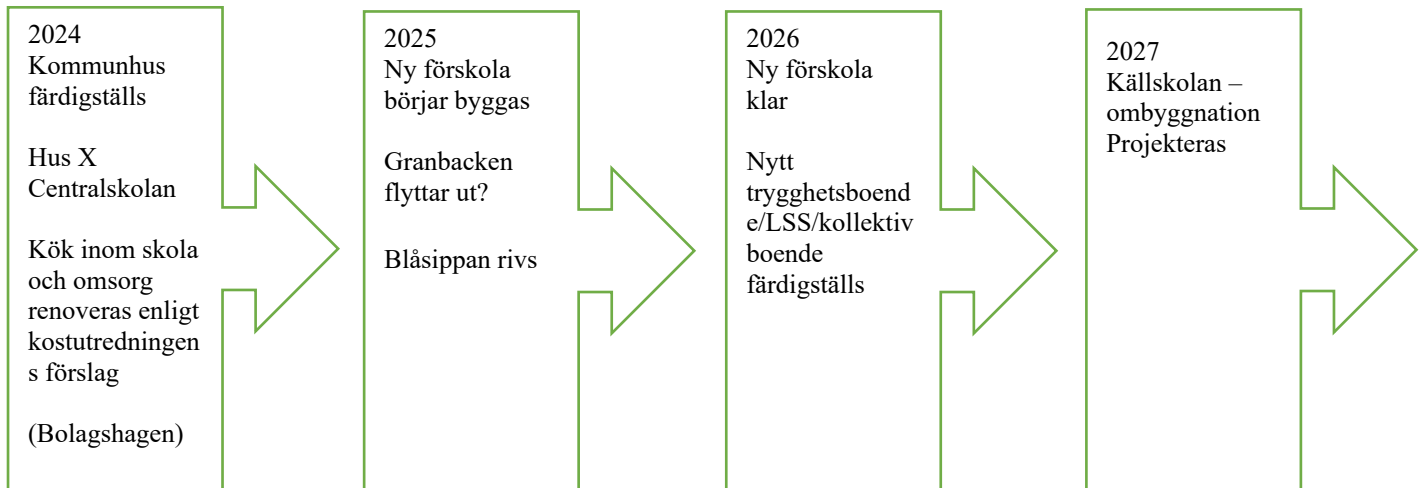 2024
Kommunhus
färdigställs
Hus X
Centralskolan
Kök inom skola
och omsorg
renoveras enligt
kostutredningen
s förslag
(Bolagshagen)
2025
Ny förskola
börjar byggas
Granbacken
flyttar ut?
Blåsippan rivs
2026
Ny förskola
klar
Nytt
trygghetsboend
e/LSS/kollektiv
boende
färdigställs
2027
Källskolan –
ombyggnation
Projekteras